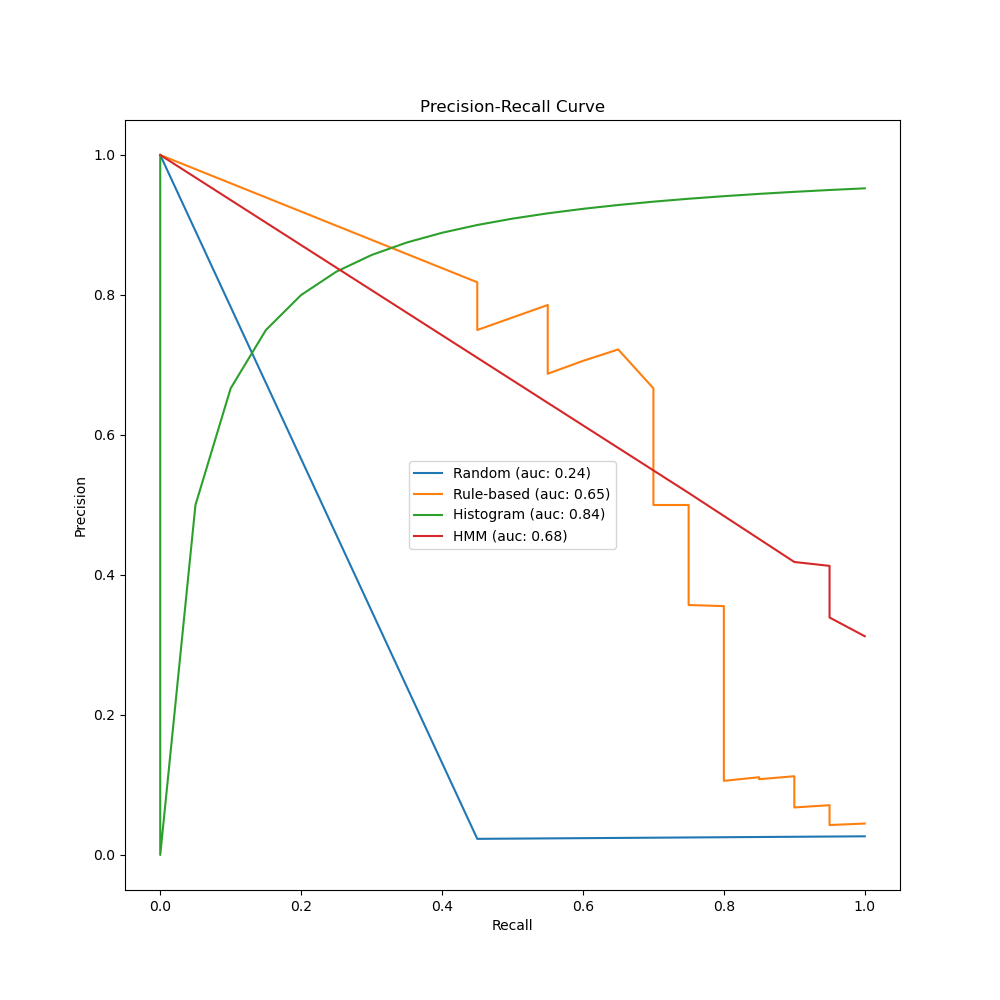 Precision-Recall Curve
1.0
0.8
0.6
0.4
0.2
0.0
Precision
Random (auc: 0.24)
Rule-based (auc: 0.65)
Histogram (auc: 0.84)
HMM (auc: 0.68)
0.0 0.2 0.4 0.6 0.8 1.0
Recall